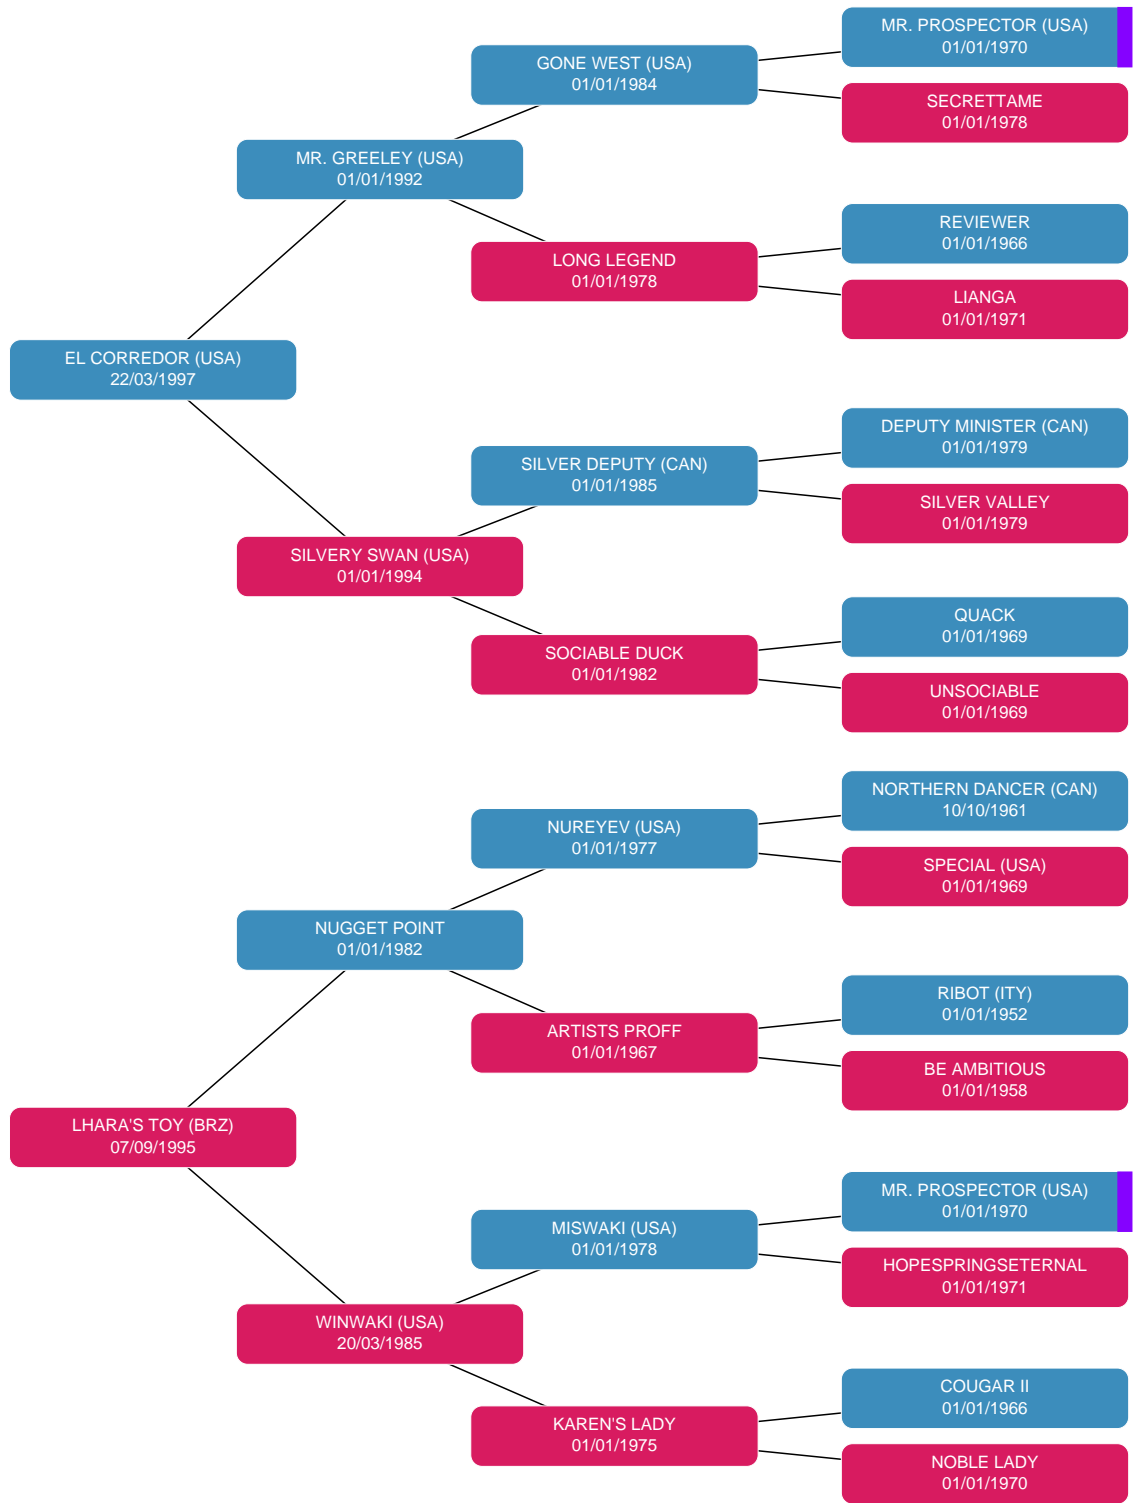 MR. PROSPECTOR (USA)
01/01/1970
GONE WEST (USA)
01/01/1984
SECRETTAME
01/01/1978
MR. GREELEY (USA)
01/01/1992
REVIEWER
01/01/1966
LONG LEGEND
01/01/1978
LIANGA
01/01/1971
EL CORREDOR (USA)
22/03/1997
DEPUTY MINISTER (CAN)
01/01/1979
SILVER DEPUTY (CAN)
01/01/1985
SILVER VALLEY
01/01/1979
SILVERY SWAN (USA)
01/01/1994
QUACK
01/01/1969
SOCIABLE DUCK
01/01/1982
UNSOCIABLE
01/01/1969
NORTHERN DANCER (CAN)
10/10/1961
NUREYEV (USA)
01/01/1977
SPECIAL (USA)
01/01/1969
NUGGET POINT
01/01/1982
RIBOT (ITY)
01/01/1952
ARTISTS PROFF
01/01/1967
BE AMBITIOUS
01/01/1958
LHARA'S TOY (BRZ)
07/09/1995
MR. PROSPECTOR (USA)
01/01/1970
MISWAKI (USA)
01/01/1978
HOPESPRINGSETERNAL
01/01/1971
WINWAKI (USA)
20/03/1985
COUGAR II
01/01/1966
KAREN'S LADY
01/01/1975
NOBLE LADY
01/01/1970